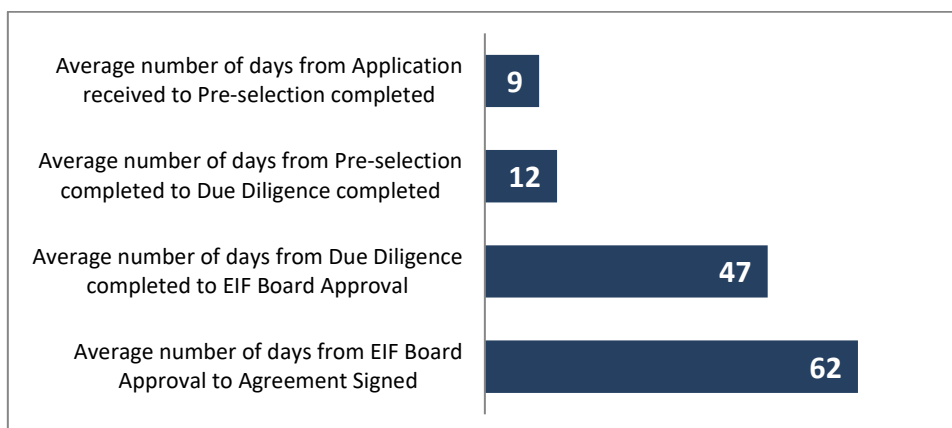 Average number of days from Application
received to Pre-selection completed
9
Average number of days from Pre-selection
completed to Due Diligence completed
12
Average number of days from Due Diligence
completed to EIF Board Approval
47
Average number of days from EIF Board
Approval to Agreement Signed
62